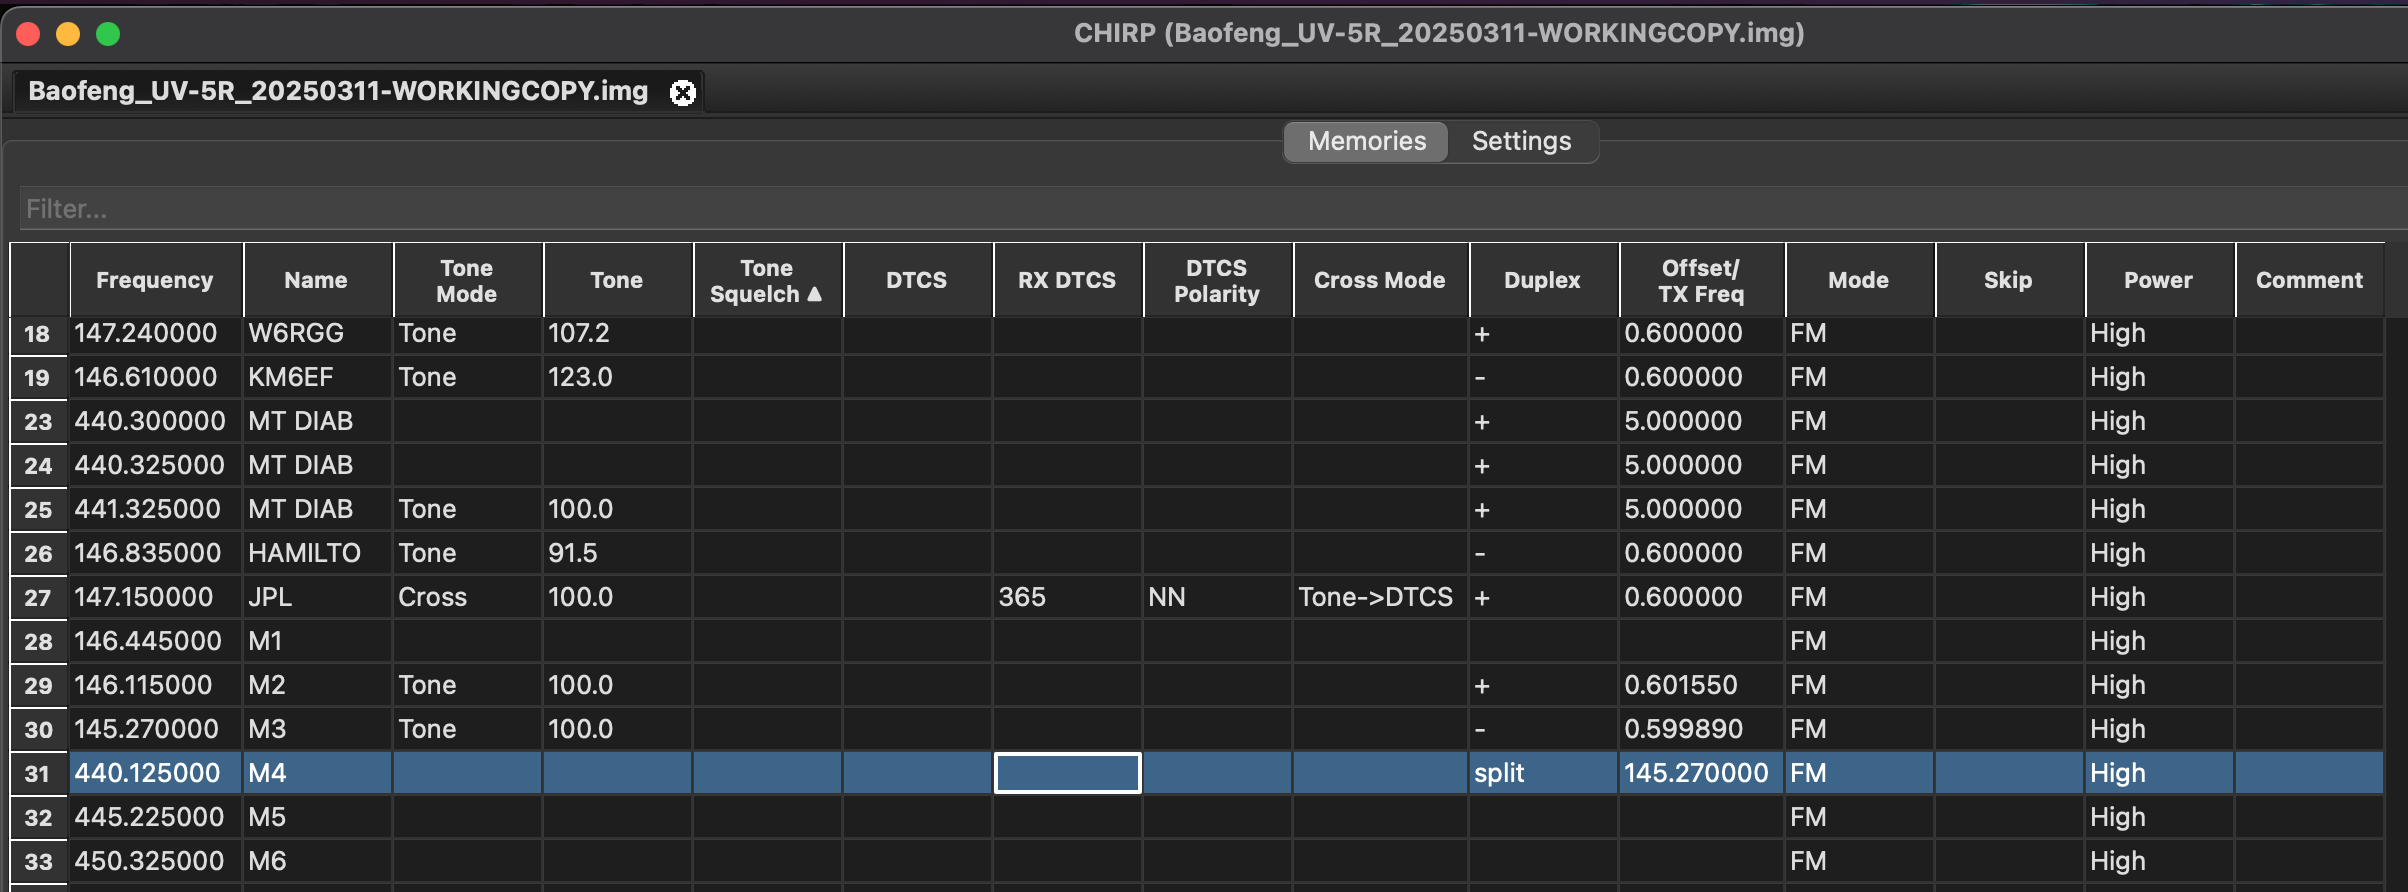 CHIRP (Baofeng_UV-5R_20250311-WORKINGCOPY.img)
Baofeng_UV-5R_20250311-WORKINGCOPY.img
Memories Settings
Filter...
Frequency Name Tone Mode Tone Tone Squelch ▲ DTCS RX DTCS DTCS Polarity Cross Mode Duplex Offset/ TX Freq Mode Skip Power Comment
18 147.240000 W6RGG Tone 107.2 + 0.600000 FM High
19 146.610000 KM6EF Tone 123.0 - 0.600000 FM High
23 440.300000 MT DIAB + 5.000000 FM High
24 440.325000 MT DIAB + 5.000000 FM High
25 441.325000 MT DIAB Tone 100.0 + 5.000000 FM High
26 146.835000 HAMILTO Tone 91.5 - 0.600000 FM High
27 147.150000 JPL Cross 100.0 365 NN Tone->DTCS + 0.600000 FM High
28 146.445000 M1 FM High
29 146.115000 M2 Tone 100.0 + 0.601550 FM High
30 145.270000 M3 Tone 100.0 - 0.599890 FM High
31 440.125000 M4 split 145.270000 FM High
32 445.225000 M5 FM High
33 450.325000 M6 FM High